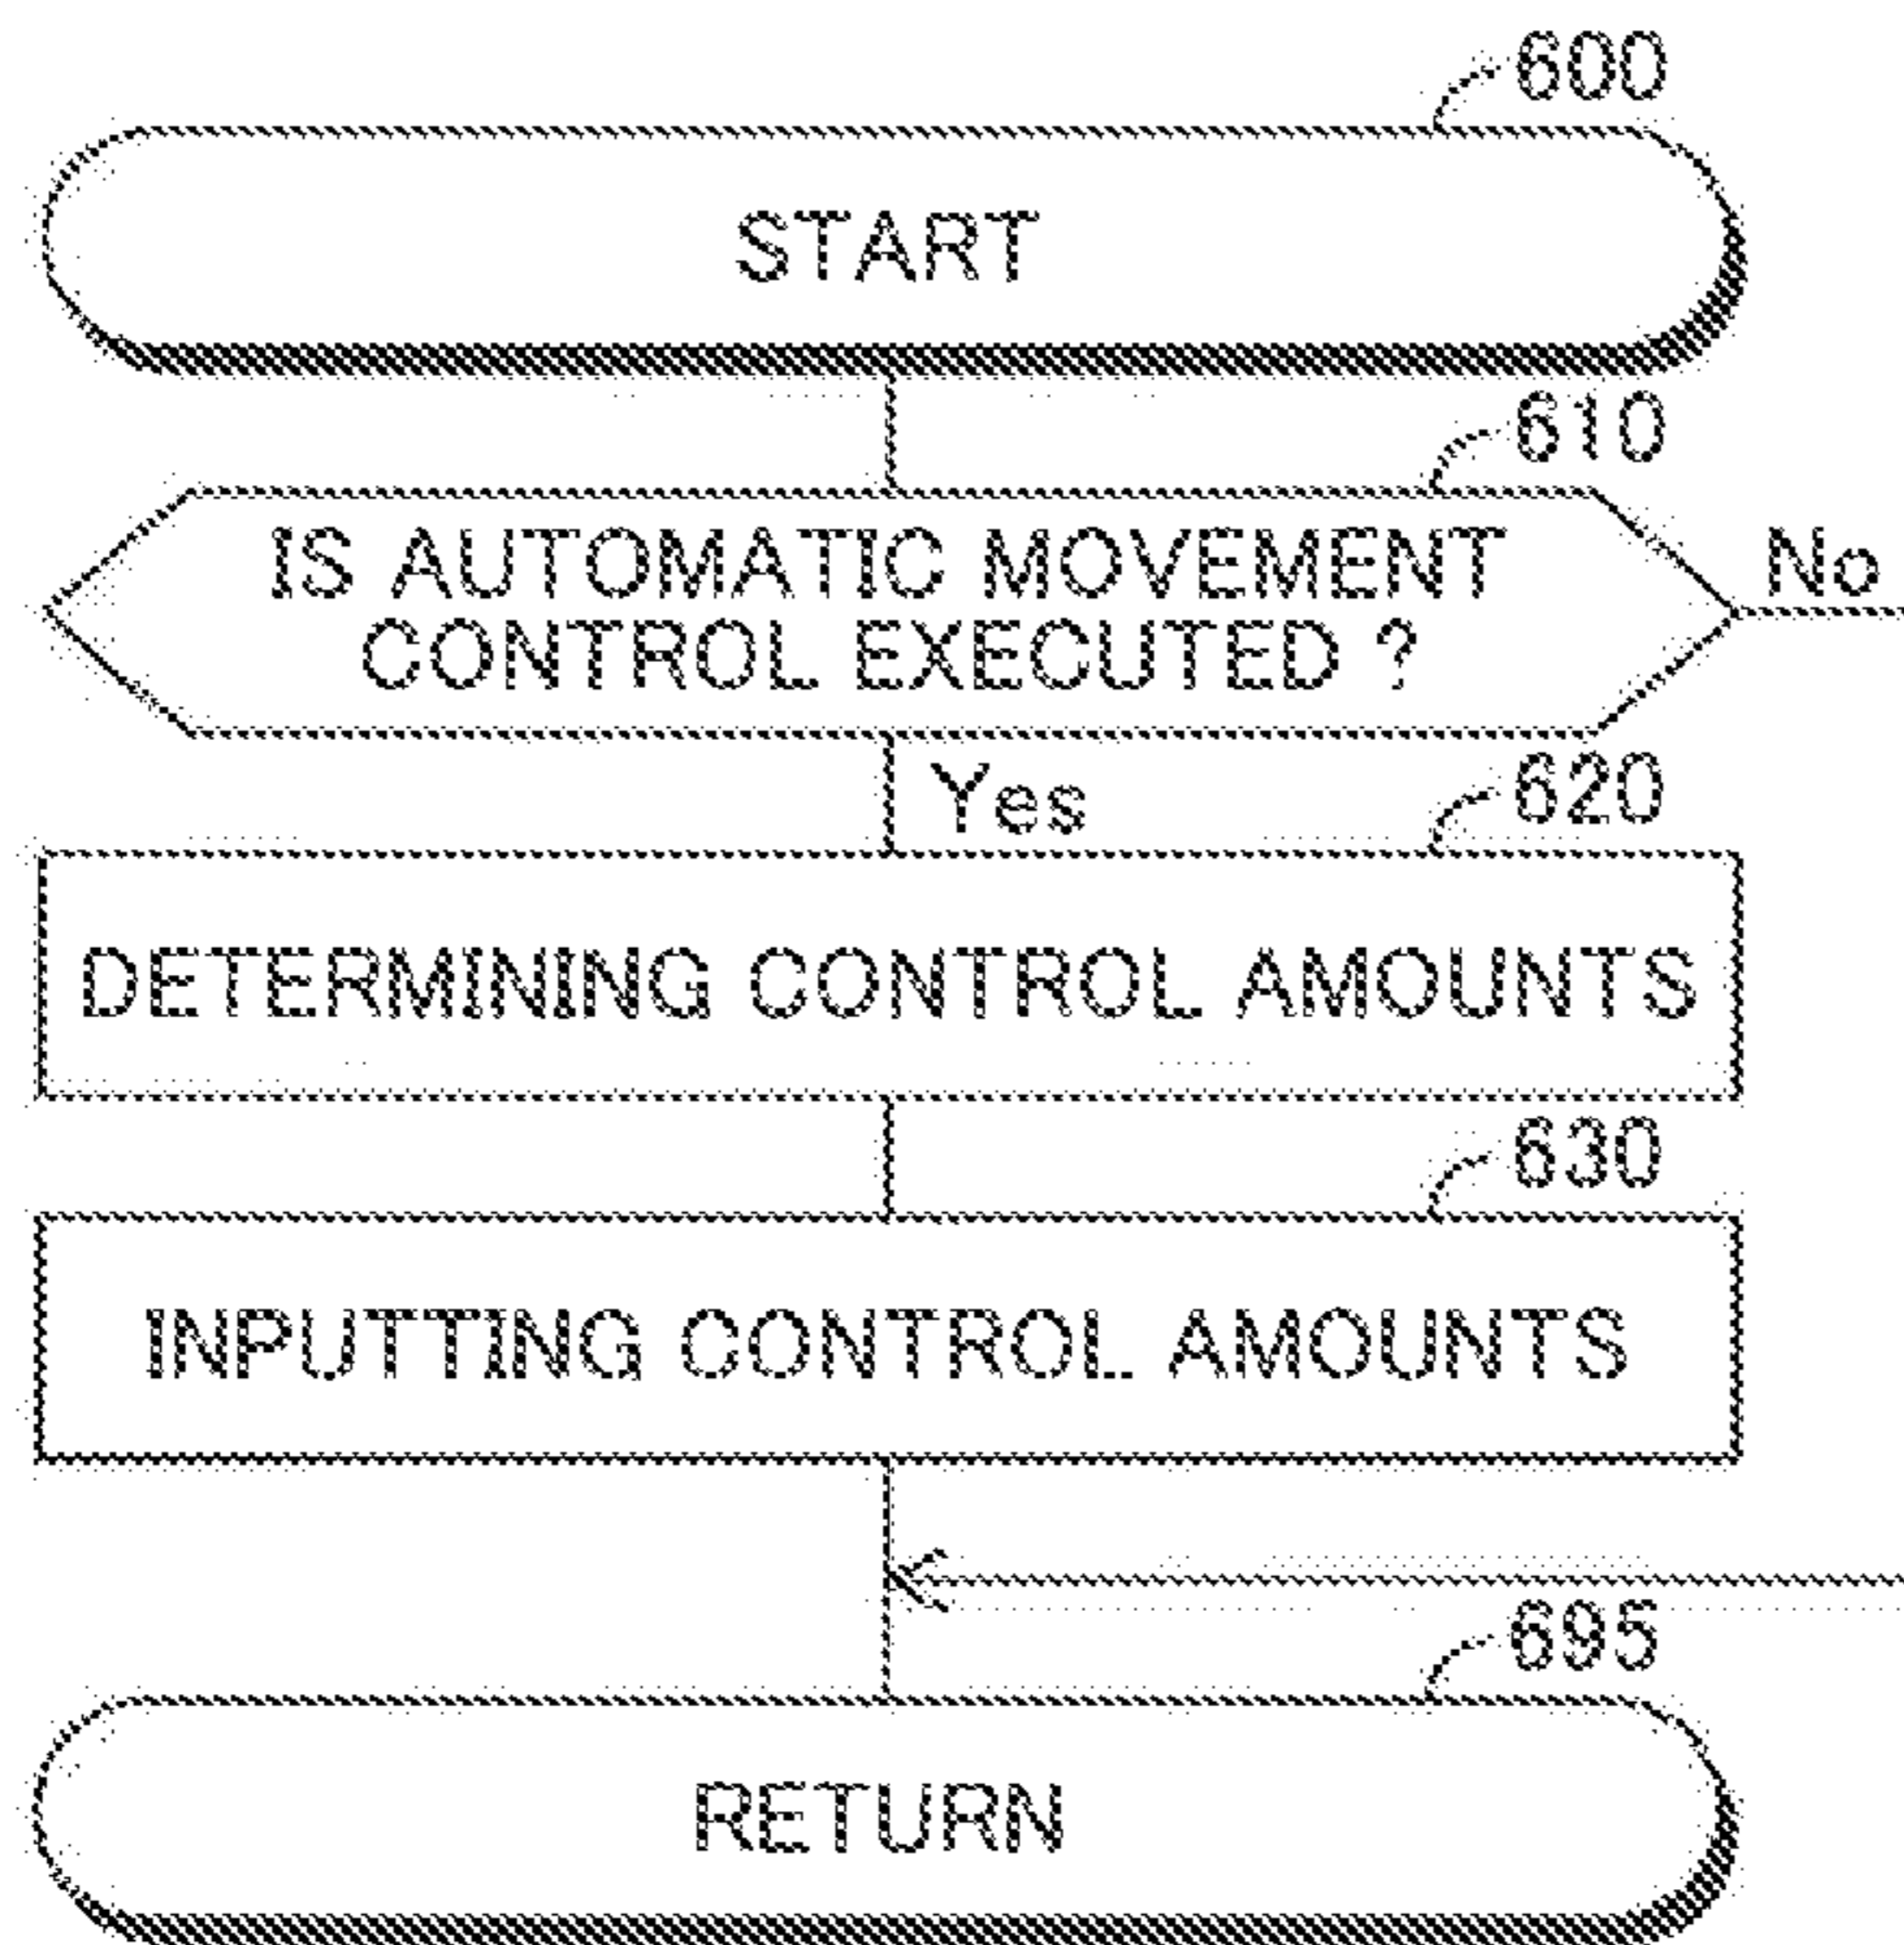 600
START
610
IS AUTOMATIC MOVEMENT
CONTROL EXECUTED ?
No
Yes
620
DETERMINING CONTROL AMOUNTS
630
INPUTTING CONTROL AMOUNTS
695
RETURN